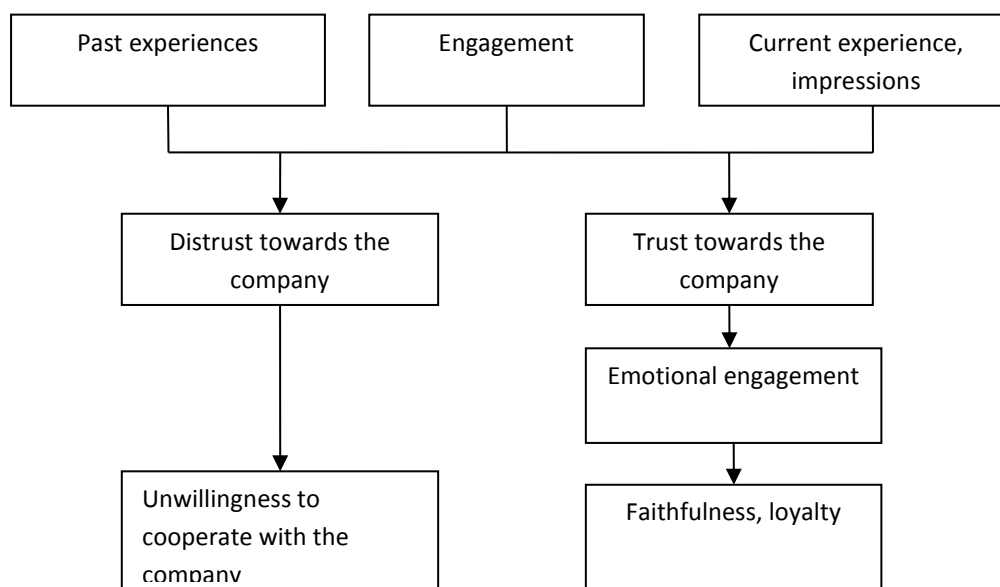 Past experiences
Engagement
Current experience,
impressions
Distrust towards the
company
Trust towards the
company
Emotional engagement
Unwillingness to
cooperate with the
company
Faithfulness, loyalty